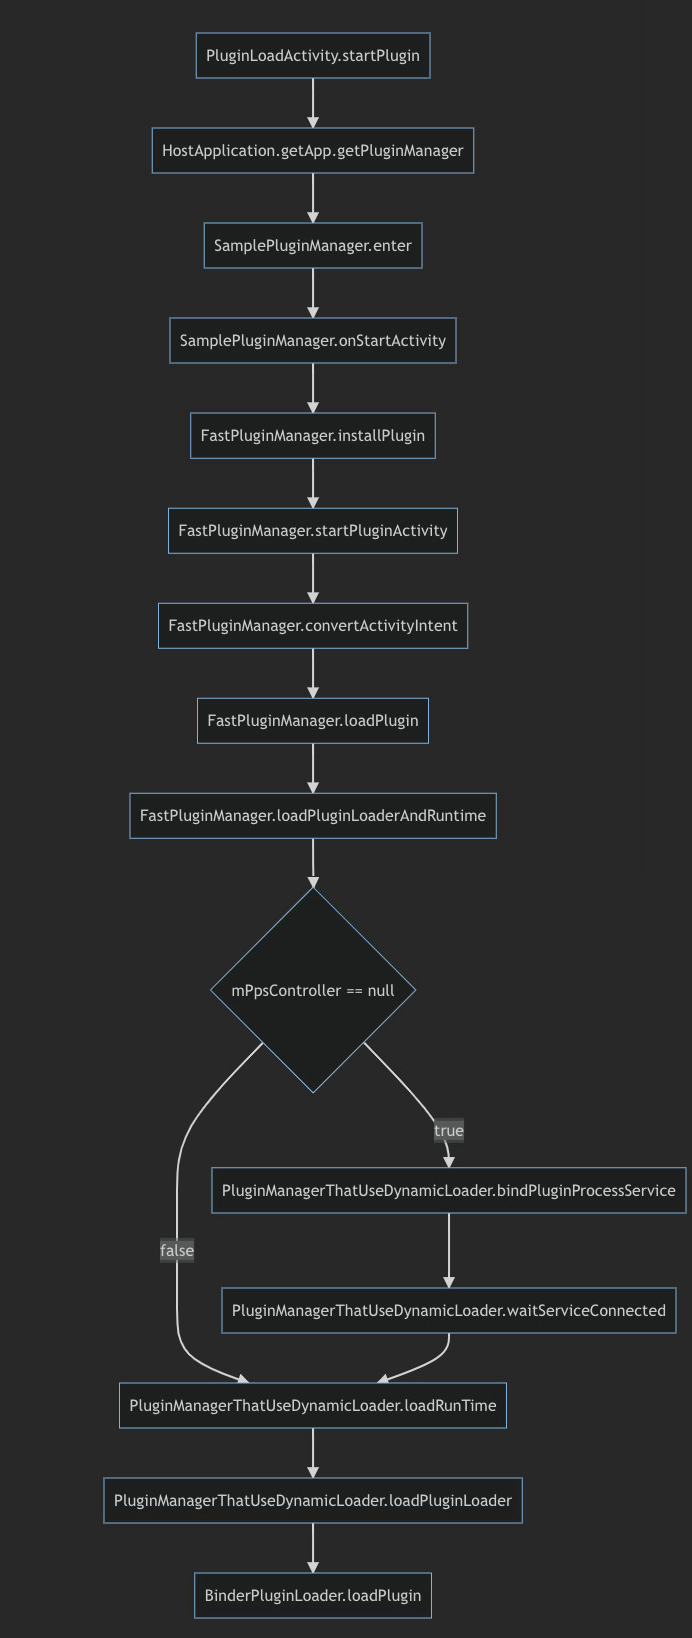 PluginLoadActivity.startPlugin
HostApplication.getApp.getPluginManager
SamplePluginManager.enter
SamplePluginManager.onStartActivity
FastPluginManager.installPlugin
FastPluginManager.startPluginActivity
FastPluginManager.convertActivityIntent
FastPluginManager.loadPlugin
FastPluginManager.loadPluginLoaderAndRuntime
mPpsController == null
true
PluginManagerThatUseDynamicLoader.bindPluginProcessService
false
PluginManagerThatUseDynamicLoader.waitServiceConnected
PluginManagerThatUseDynamicLoader.loadRunTime
PluginManagerThatUseDynamicLoader.loadPluginLoader
BinderPluginLoader.loadPlugin